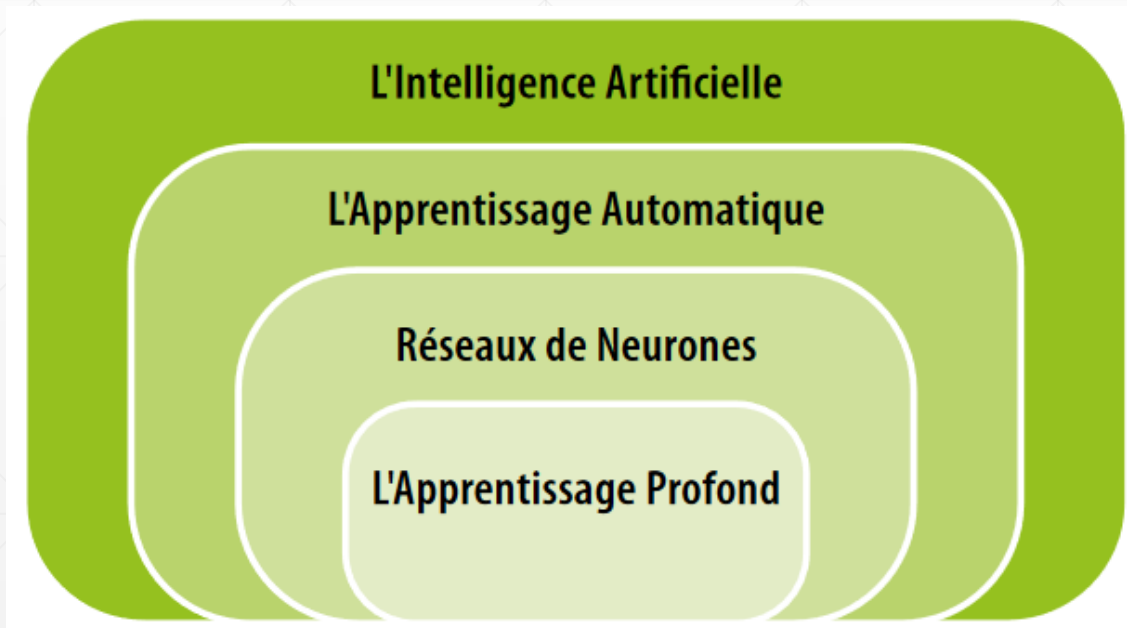 L'Intelligence Artificielle
L'Apprentissage Automatique
Réseaux de Neurones
L'Apprentissage Profond